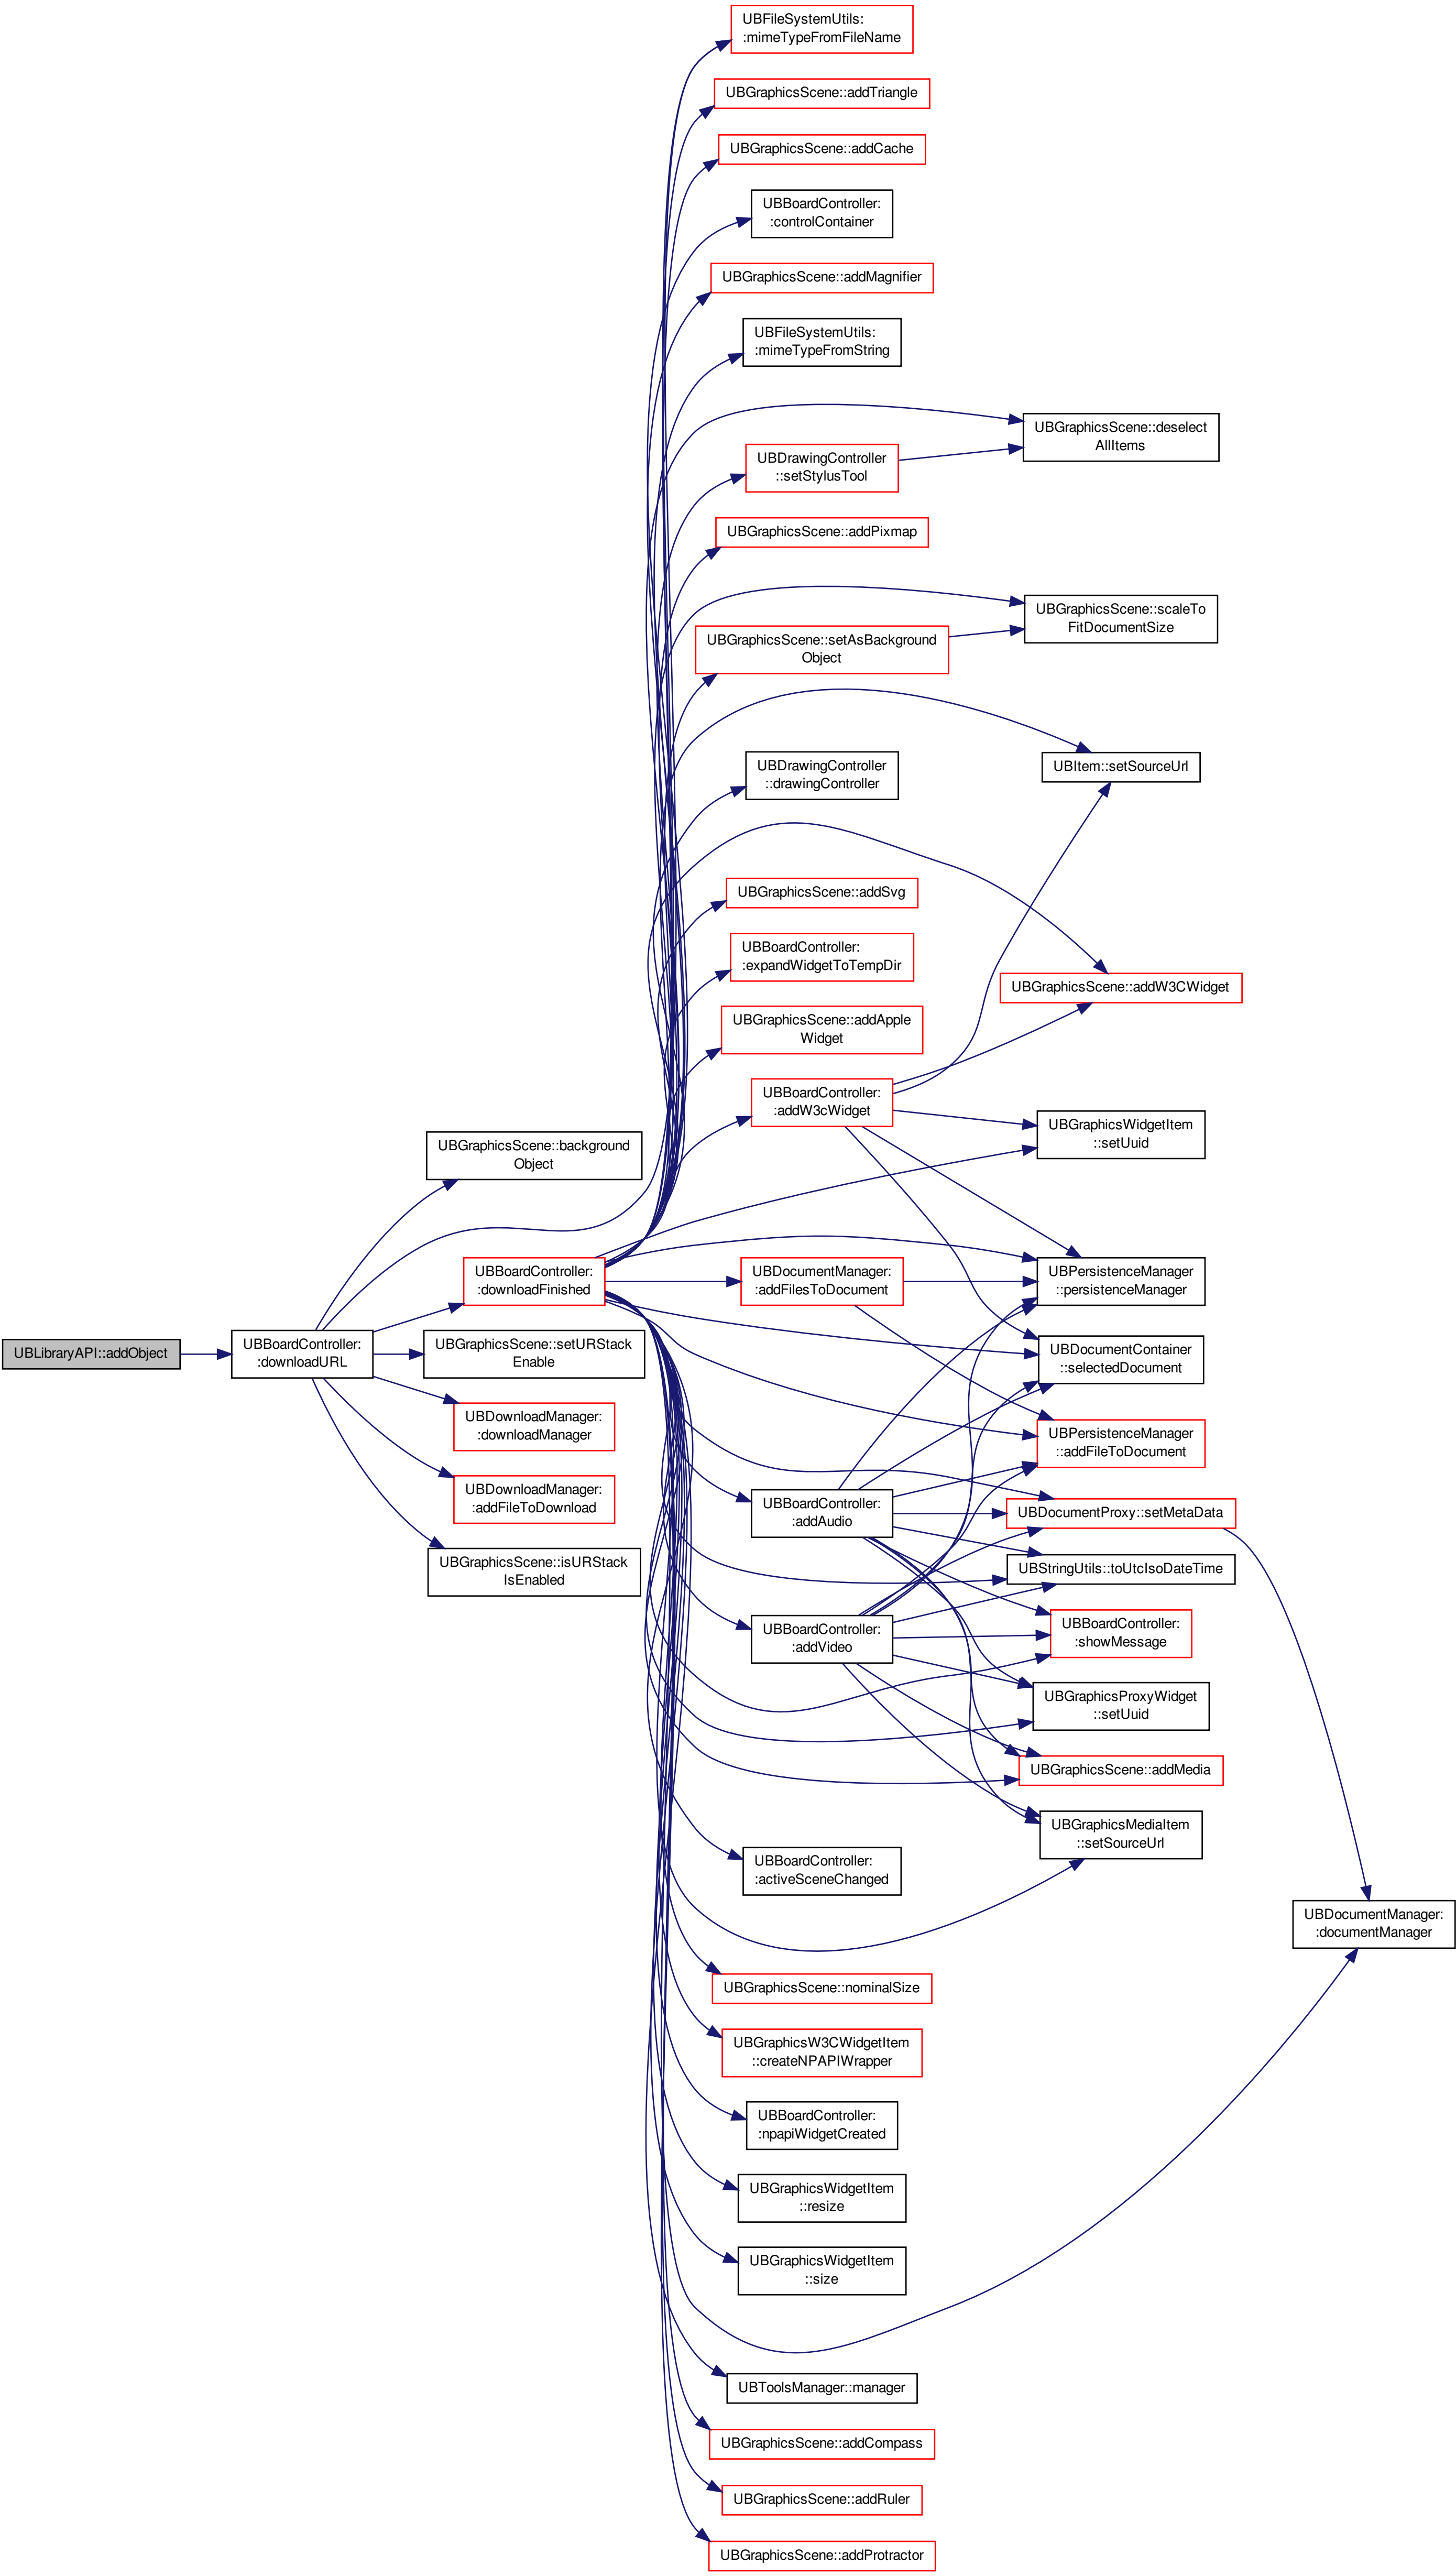 UBFileSystemUtils:
:mimeTypeFromFileName
UBGraphicsScene::addTriangle
UBGraphicsScene::addCache
UBBoardController:
:controlContainer
UBGraphicsScene::addMagnifier
UBFileSystemUtils:
:mimeTypeFromString
UBGraphicsScene::deselect
AllItems
UBDrawingController
::setStylusTool
UBGraphicsScene::addPixmap
UBGraphicsScene::scaleTo
FitDocumentSize
UBGraphicsScene::setAsBackground
Object
UBItem::setSourceUrl
UBDrawingController
::drawingController
UBGraphicsScene::addSvg
UBBoardController:
:expandWidgetToTempDir
UBGraphicsScene::addW3CWidget
UBGraphicsScene::addApple
Widget
UBBoardController:
:addW3cWidget
UBGraphicsWidgetItem
::setUuid
UBGraphicsScene::background
Object
UBBoardController:
:downloadFinished
UBDocumentManager:
:addFilesToDocument
UBPersistenceManager
::persistenceManager
UBLibraryAPI::addObject
UBBoardController:
:downloadURL
UBGraphicsScene::setURStack
Enable
UBDocumentContainer
::selectedDocument
UBDownloadManager:
:downloadManager
UBPersistenceManager
::addFileToDocument
UBDownloadManager:
:addFileToDownload
UBBoardController:
:addAudio
UBDocumentProxy::setMetaData
UBGraphicsScene::isURStack
IsEnabled
UBStringUtils::toUtcIsoDateTime
UBBoardController:
:addVideo
UBBoardController:
:showMessage
UBGraphicsProxyWidget
::setUuid
UBGraphicsScene::addMedia
UBGraphicsMediaItem
::setSourceUrl
UBBoardController:
:activeSceneChanged
UBDocumentManager:
:documentManager
UBGraphicsScene::nominalSize
UBGraphicsW3CWidgetItem
::createNPAPIWrapper
UBBoardController:
:npapiWidgetCreated
UBGraphicsWidgetItem
::resize
UBGraphicsWidgetItem
::size
UBToolsManager::manager
UBGraphicsScene::addCompass
UBGraphicsScene::addRuler
UBGraphicsScene::addProtractor